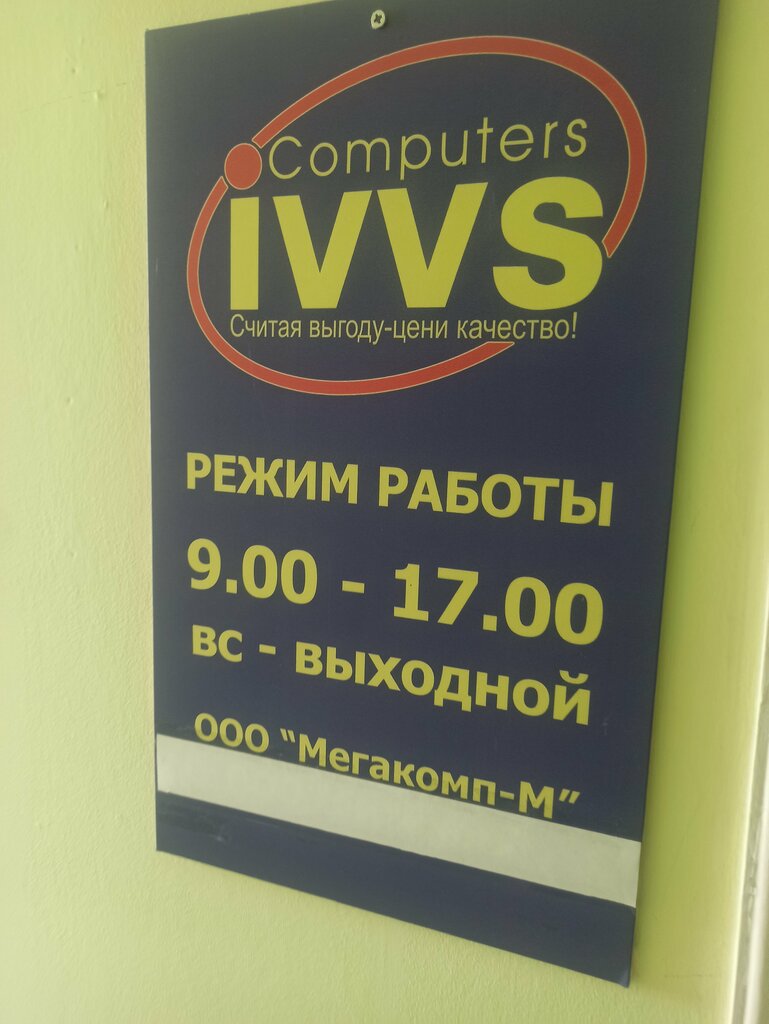 Computers
iVVS
Считая выгоду-цени качество!
РЕЖИМ РАБОТЫ
9.00 - 17.00
ВС - ВЫХОДНОЙ
ООО “Мегакомп-М”